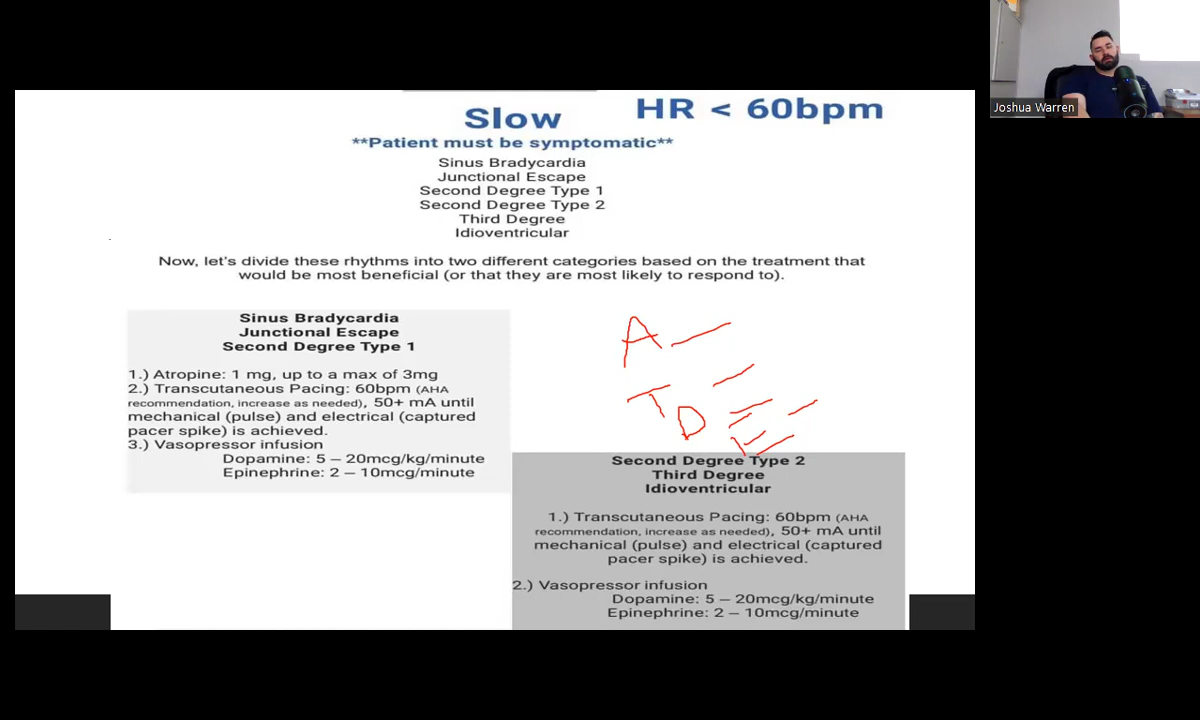 Slow
HR < 60bpm
**Patient must be symptomatic**
Sinus Bradycardia
Junctional Escape
Second Degree Type 1
Second Degree Type 2
Third Degree
Idioventricular
Now, let's divide these rhythms into two different categories based on the treatment that
would be most beneficial (or that they are most likely to respond to).
Sinus Bradycardia
Junctional Escape
Second Degree Type 1
1.) Atropine: 1 mg, up to a max of 3mg
2.) Transcutaneous Pacing: 60bpm (AHA
recommendation, increase as needed), 50+ mA until
mechanical (pulse) and electrical (captured
pacer spike) is achieved.
3.) Vasopressor infusion
Dopamine: 5 – 20mcg/kg/minute
Epinephrine: 2 – 10mcg/minute
A
T
D
E
Second Degree Type 2
Third Degree
Idioventricular
1.) Transcutaneous Pacing: 60bpm (AHA
recommendation, increase as needed), 50+ mA until
mechanical (pulse) and electrical (captured
pacer spike) is achieved.
2.) Vasopressor infusion
Dopamine: 5 – 20mcg/kg/minute
Epinephrine: 2 – 10mcg/minute
Joshua Warren